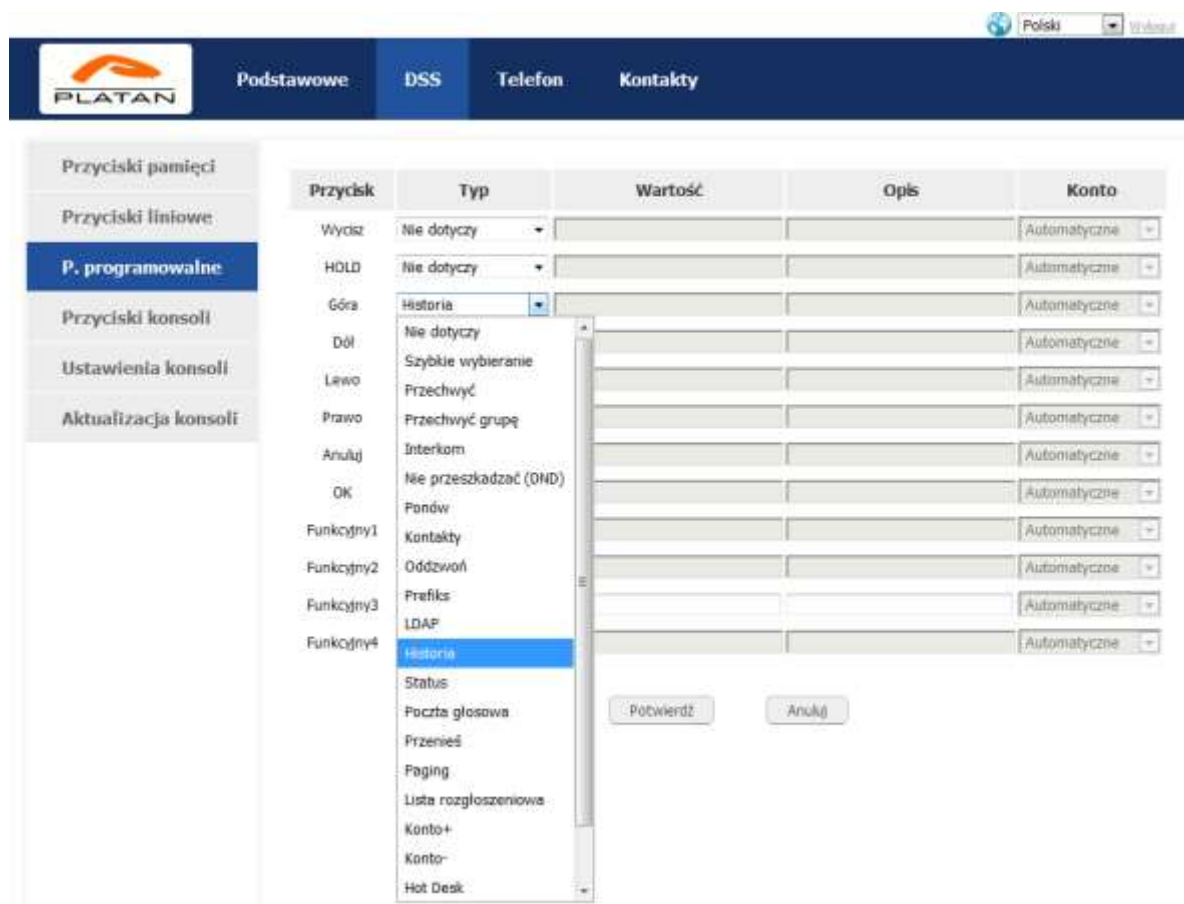 Polski Wyloguj
PLATAN
Podstawowe DSS Telefon Kontakty
Przyciski pamięci
Przyciski liniowe
P. programowalne
Przyciski konsoli
Ustawienia konsoli
Aktualizacja konsoli
Przycisk Typ Wartość Opis Konto
Wycisz Nie dotyczy Automatyczne
HOLD Nie dotyczy Automatyczne
Góra Historia Automatyczne
Dół Automatyczne
Lewo Automatyczne
Prawo Automatyczne
Anuluj Automatyczne
OK Automatyczne
Funkcyjny1 Automatyczne
Funkcyjny2 Automatyczne
Funkcyjny3 Automatyczne
Funkcyjny4 Automatyczne
Nie dotyczy
Szybkie wybieranie
Przechwyć
Przechwyć grupę
Interkom
Nie przeszkadzać (DND)
Ponów
Kontakty
Oddzwoń
Prefiks
LDAP
Historia
Status
Poczta głosowa
Przenieś
Paging
Lista rozgłoszeniowa
Konto+
Konto-
Hot Desk
Potwierdź Anuluj